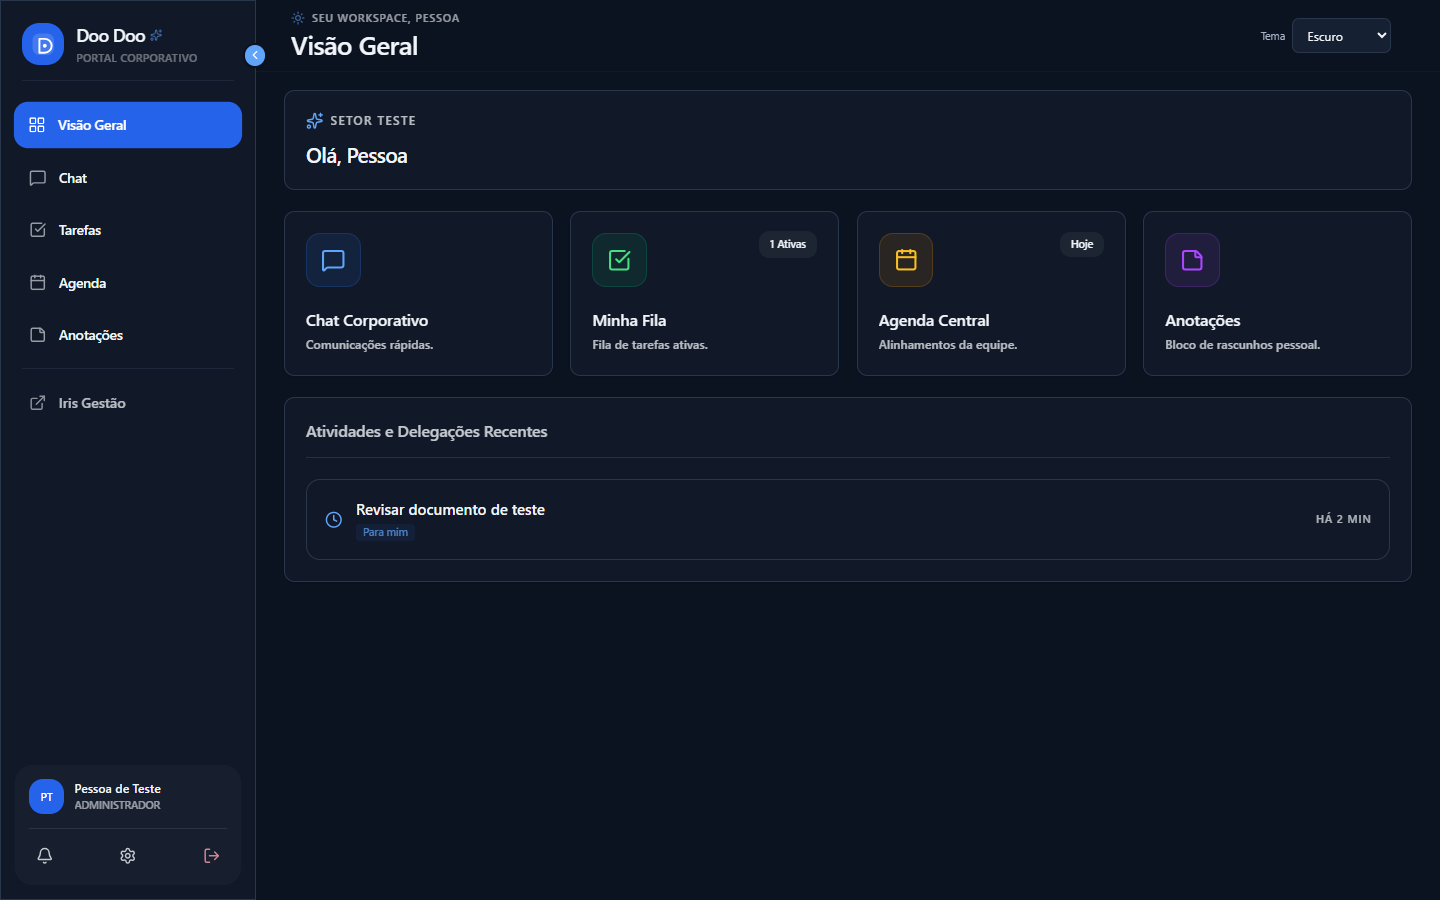 Doo Doo
PORTAL CORPORATIVO
Visão Geral
Chat
Tarefas
Agenda
Anotações
Iris Gestão
PT
Pessoa de Teste
ADMINISTRADOR
SEU WORKSPACE, PESSOA
Visão Geral
Tema
Escuro
SETOR TESTE
Olá, Pessoa
Chat Corporativo
Comunicações rápidas.
1 Ativas
Minha Fila
Fila de tarefas ativas.
Hoje
Agenda Central
Alinhamentos da equipe.
Anotações
Bloco de rascunhos pessoal.
Atividades e Delegações Recentes
Revisar documento de teste
Para mim
HÁ 2 MIN